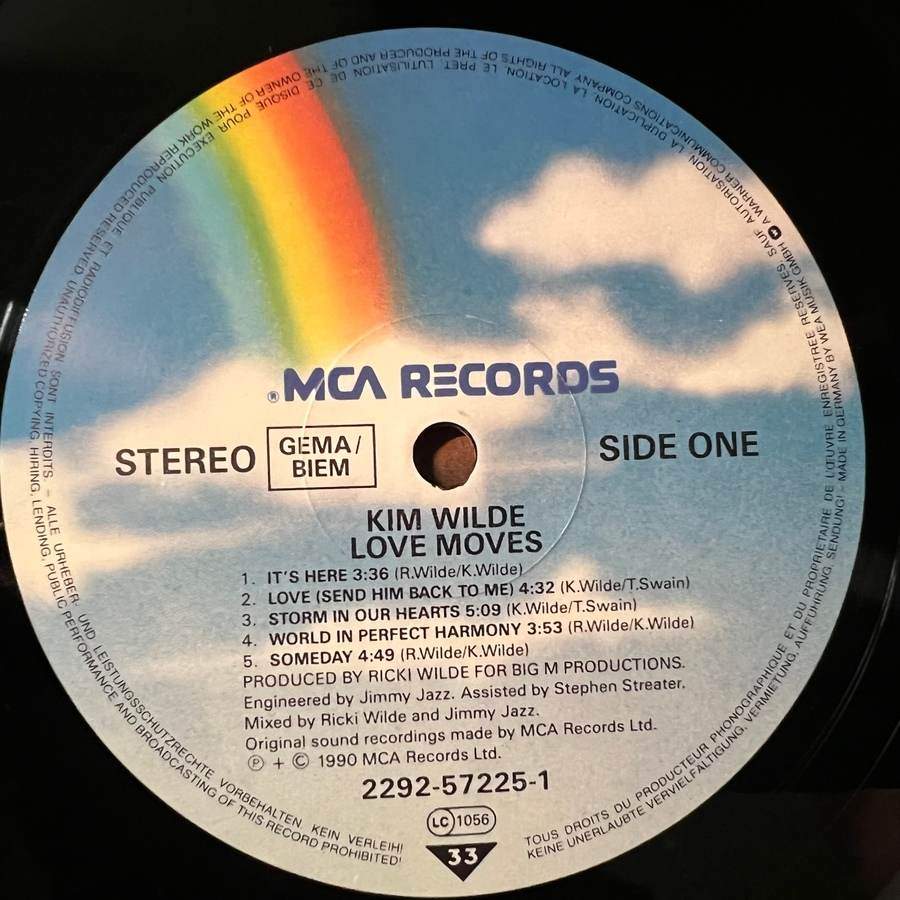 ®MCA RECORDS
STEREO
GEMA/
BIEM
SIDE ONE
KIM WILDE
LOVE MOVES
1. IT'S HERE 3:36 (R.Wilde/K.Wilde)
2. LOVE (SEND HIM BACK TO ME) 4:32 (K.Wilde/T.Swain)
3. STORM IN OUR HEARTS 5:09 (K.Wilde/T.Swain)
4. WORLD IN PERFECT HARMONY 3:53 (R.Wilde/K.Wilde)
5. SOMEDAY 4:49 (R.Wilde/K.Wilde)
PRODUCED BY RICKI WILDE FOR BIG M PRODUCTIONS.
Engineered by Jimmy Jazz. Assisted by Stephen Streater.
Mixed by Ricki Wilde and Jimmy Jazz.
Original sound recordings made by MCA Records Ltd.
℗ + © 1990 MCA Records Ltd.
2292-57225-1
LC 1056
33
TOUS DROITS DU PRODUCTEUR PHONOGRAPHIQUE ET DU PROPRIETAIRE DE L'ŒUVRE ENREGISTREE RESERVES. SAUF AUTORISATION, LA DUPLICATION, LA LOCATION, LE PRET, L'UTILISATION DE CE DISQUE POUR EXECUTION PUBLIQUE ET RADIODIFFUSION SONT INTERDITS. – ALLE URHEBER- UND LEISTUNGSSCHUTZRECHTE VORBEHALTEN. KEIN VERLEIH!
KEINE UNERLAUBTE VERVIELFÄLTIGUNG, VERMIETUNG, AUFFÜHRUNG, SENDUNG! – MADE IN GERMANY BY WEA MUSIK GMBH A WARNER COMMUNICATIONS COMPANY ALL RIGHTS OF THE PRODUCER AND OF THE OWNER OF THE WORK REPRODUCED RESERVED. UNAUTHORIZED COPYING, HIRING, LENDING, PUBLIC PERFORMANCE AND BROADCASTING OF THIS RECORD PROHIBITED!